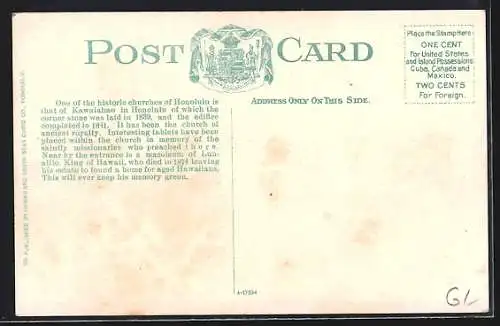 POST CARD
Place the Stamp Here
ONE CENT
For United States
and Island Possessions
Cuba, Canada and
Mexico.
TWO CENTS
For Foreign.
ADDRESS ONLY ON THIS SIDE.
One of the historic churches of Honolulu is
that of Kawaiahao in Honolulu of which the
corner stone was laid in 1839, and the edifice
completed in 1841. It has been the church of
ancient royalty. Interesting tablets have been
placed within the church in memory of the
saintly missionaries who preached there.
Near by the entrance is a mausoleum of Lun-
alilo, King of Hawaii, who died in 1874 leaving
his estate to found a home for aged Hawaiians.
This will ever keep his memory green.
6/-